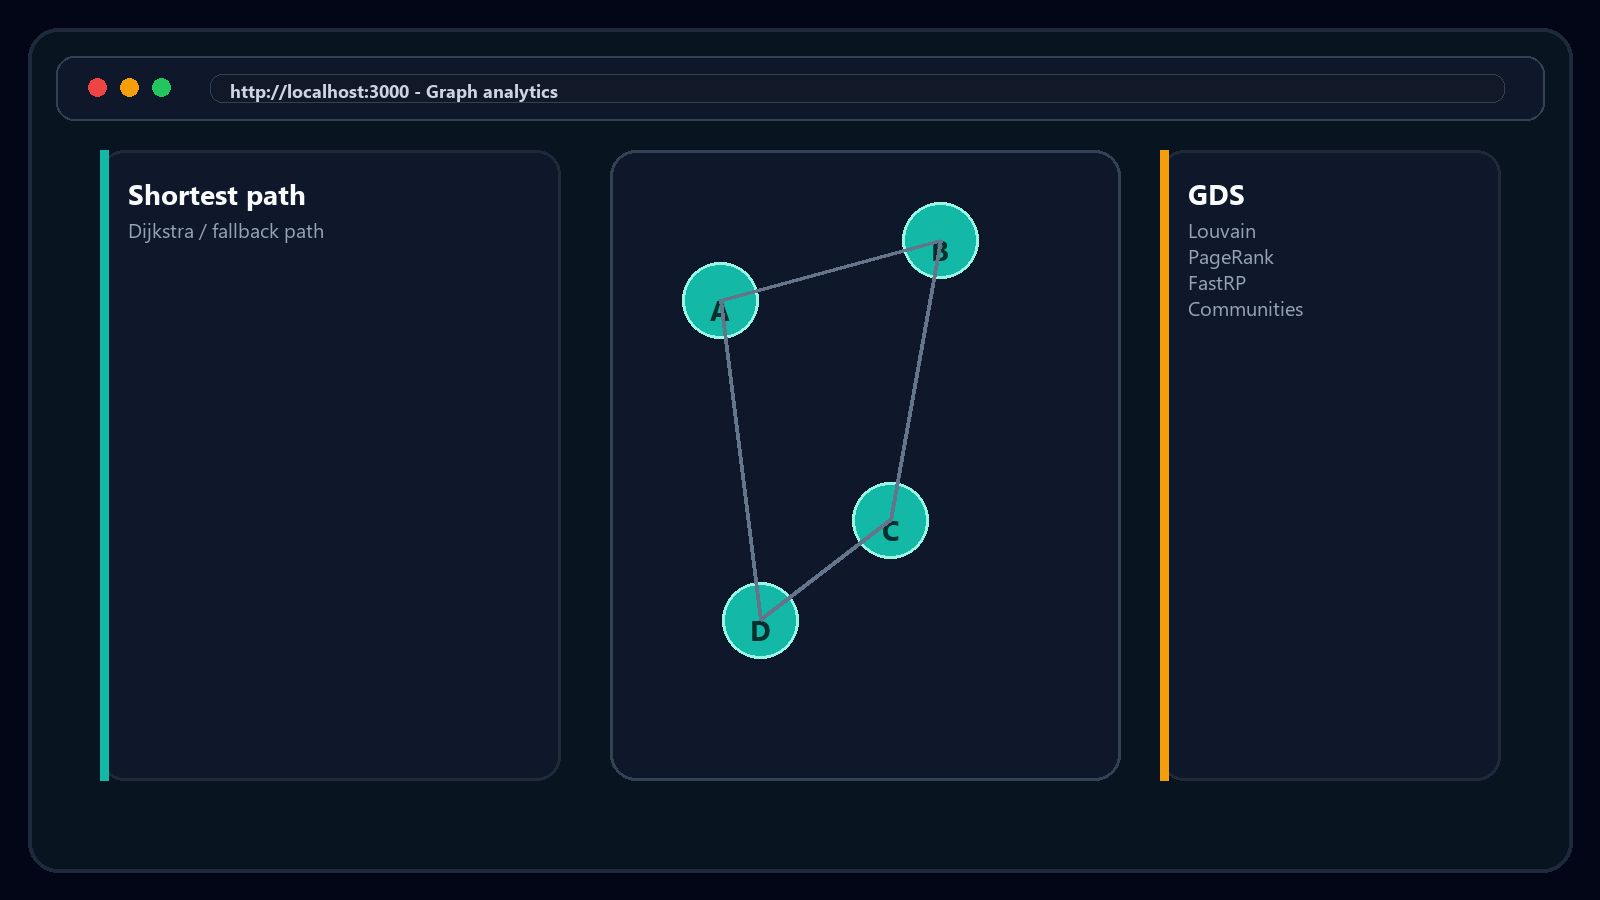 http://localhost:3000 - Graph analytics
Shortest path
Dijkstra / fallback path
A
B
C
D
GDS
Louvain
PageRank
FastRP
Communities